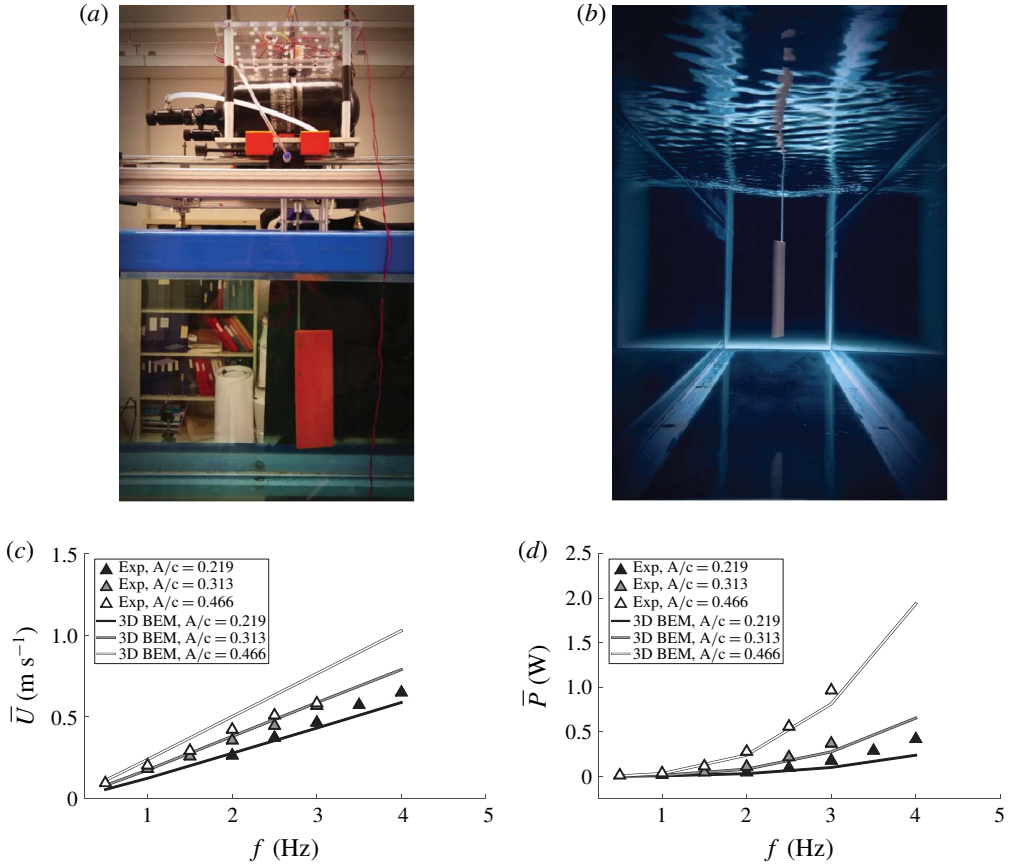 (a)
(b)
(c)
1.5
1.0
0.5
0
U̅ (m s⁻¹)
Exp, A/c = 0.219
Exp, A/c = 0.313
Exp, A/c = 0.466
3D BEM, A/c = 0.219
3D BEM, A/c = 0.313
3D BEM, A/c = 0.466
1 2 3 4 5
f (Hz)
(d)
2.5
2.0
1.5
1.0
0.5
0
P̅ (W)
Exp, A/c = 0.219
Exp, A/c = 0.313
Exp, A/c = 0.466
3D BEM, A/c = 0.219
3D BEM, A/c = 0.313
3D BEM, A/c = 0.466
1 2 3 4 5
f (Hz)